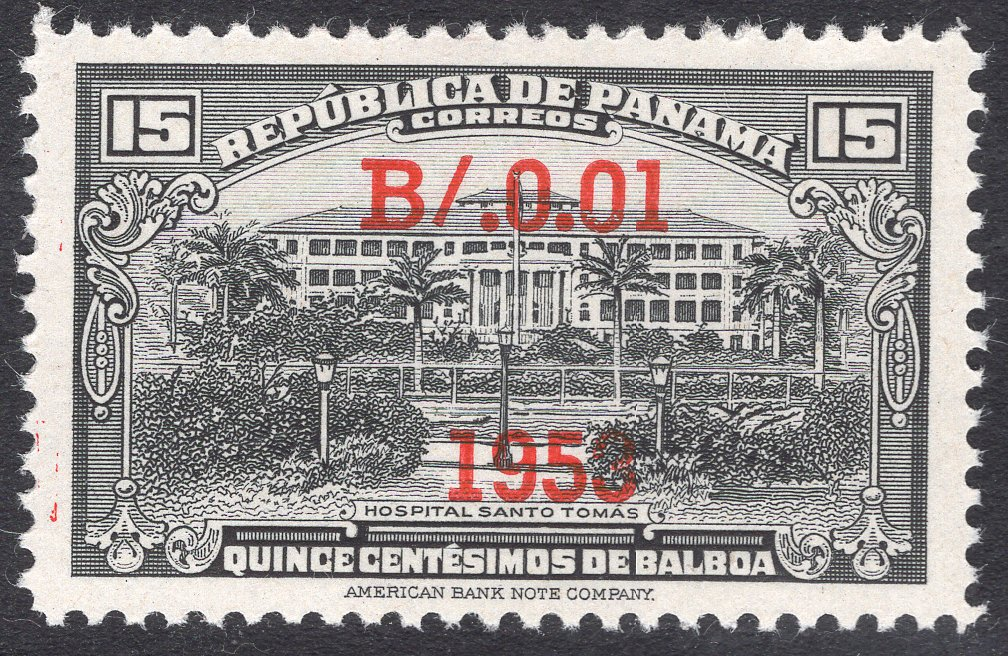 REPÚBLICA DE PANAMÁ
CORREOS
15 15
B/.0.01
1953
HOSPITAL SANTO TOMÁS
QUINCE CENTÉSIMOS DE BALBOA
AMERICAN BANK NOTE COMPANY.